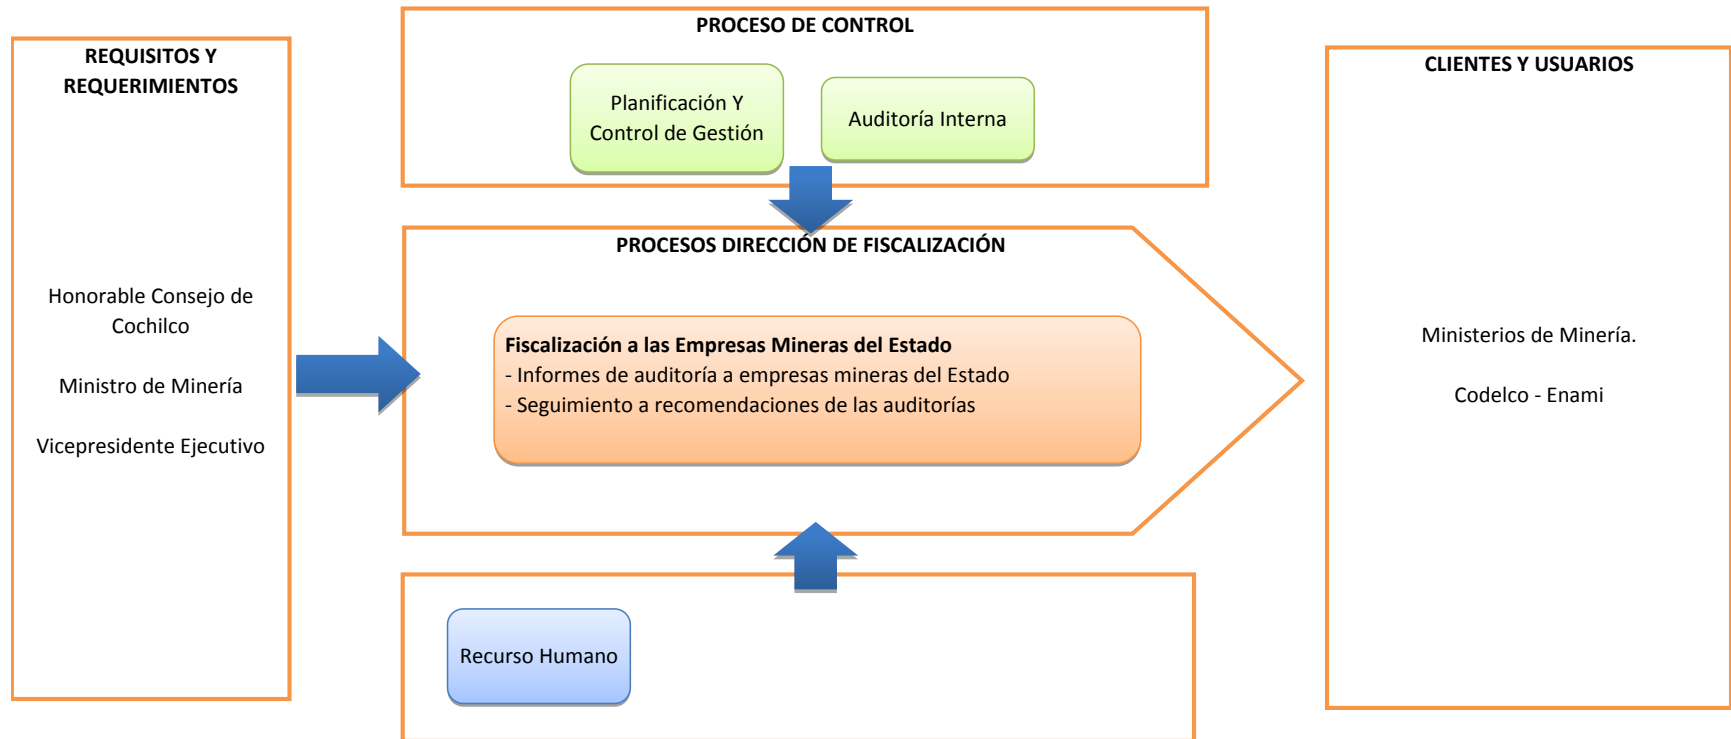 REQUISITOS Y
REQUERIMIENTOS
Honorable Consejo de
Cochilco
Ministro de Minería
Vicepresidente Ejecutivo
PROCESO DE CONTROL
Planificación Y
Control de Gestión
Auditoría Interna
PROCESOS DIRECCIÓN DE FISCALIZACIÓN
Fiscalización a las Empresas Mineras del Estado
- Informes de auditoría a empresas mineras del Estado
- Seguimiento a recomendaciones de las auditorías
Recurso Humano
CLIENTES Y USUARIOS
Ministerios de Minería.
Codelco - Enami